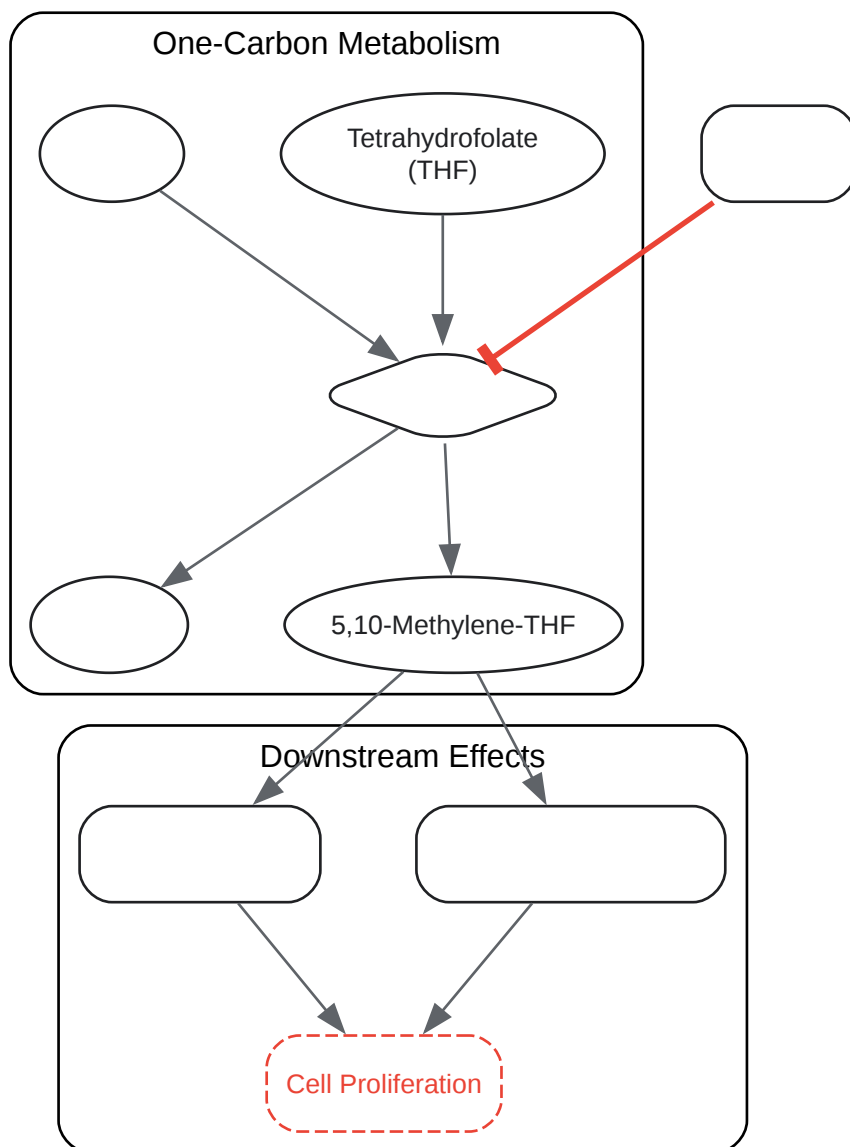 One-Carbon Metabolism
Tetrahydrofolate
(THF)
5,10-Methylene-THF
Downstream Effects
Cell Proliferation